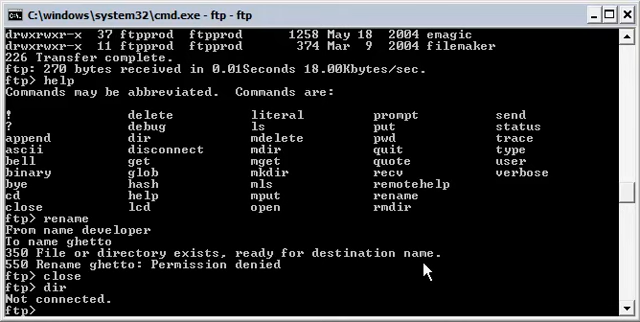 C:\windows\system32\cmd.exe - ftp - ftp
drwxrwxr-x  37 ftpprod  ftpprod      1258 May 18  2004 emagic
drwxrwxr-x  11 ftpprod  ftpprod       374 Mar  9  2004 filemaker
226 Transfer complete.
ftp: 270 bytes received in 0.01Seconds 18.00Kbytes/sec.
ftp> help
Commands may be abbreviated.  Commands are:
!               delete          literal         prompt          send
?               debug           ls              put             status
append          dir             mdelete         pwd             trace
ascii           disconnect      mdir            quit            type
bell            get             mget            quote           user
binary          glob            mkdir           recv            verbose
bye             hash            mls             remotehelp
cd              help            mput            rename
close           lcd             open            rmdir
ftp> rename
From name developer
To name ghetto
350 File or directory exists, ready for destination name.
550 Rename ghetto: Permission denied
ftp> close
ftp> dir
Not connected.
ftp>